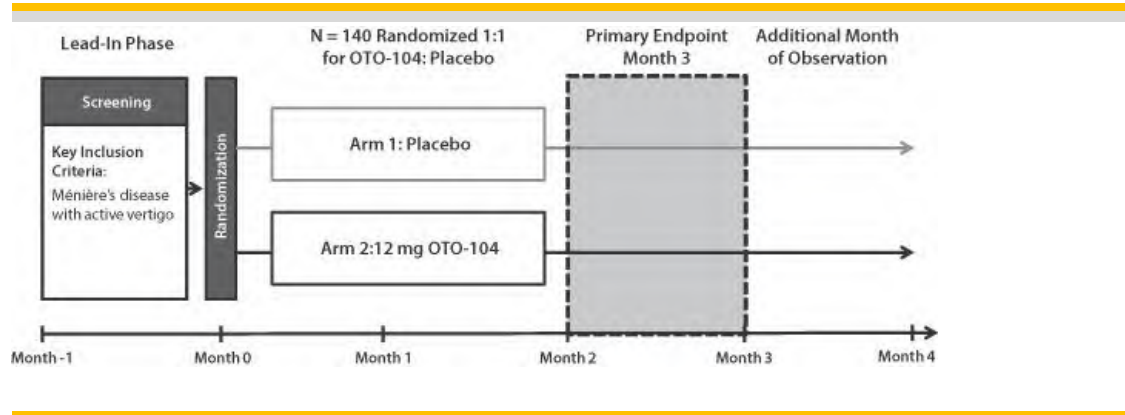 Lead-In Phase
N = 140 Randomized 1:1
for OTO-104: Placebo
Primary Endpoint
Month 3
Additional Month
of Observation
Screening
Key Inclusion
Criteria:
Ménière's disease
with active vertigo
Randomization
Arm 1: Placebo
Arm 2:12 mg OTO-104
Month -1
Month 0
Month 1
Month 2
Month 3
Month 4